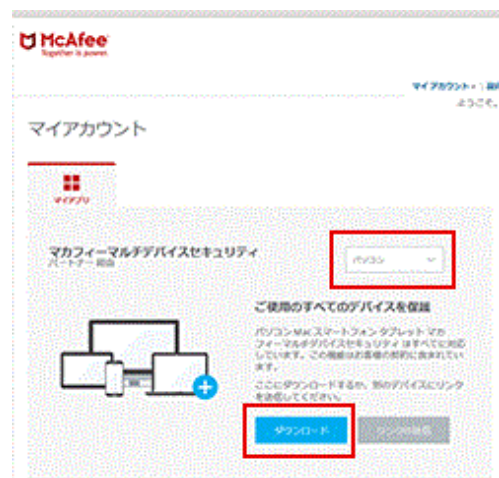 McAfee
Together is power.
マイ アカウント
ようこそ、
マイアカウント
マイアプリ
マカフィー マルチデバイスセキュリティ
パートナー 経由
パソコン
ご使用のすべてのデバイスを保護
パソコン Mac スマートフォン タブレット マカ
フィー マルチデバイスセキュリティ はすべてに対応
しています。この機能はお客様の契約に含まれてい
ます。
ここにダウンロードするか、別のデバイスにリンク
を送信してください。
ダウンロード
リンクの送信